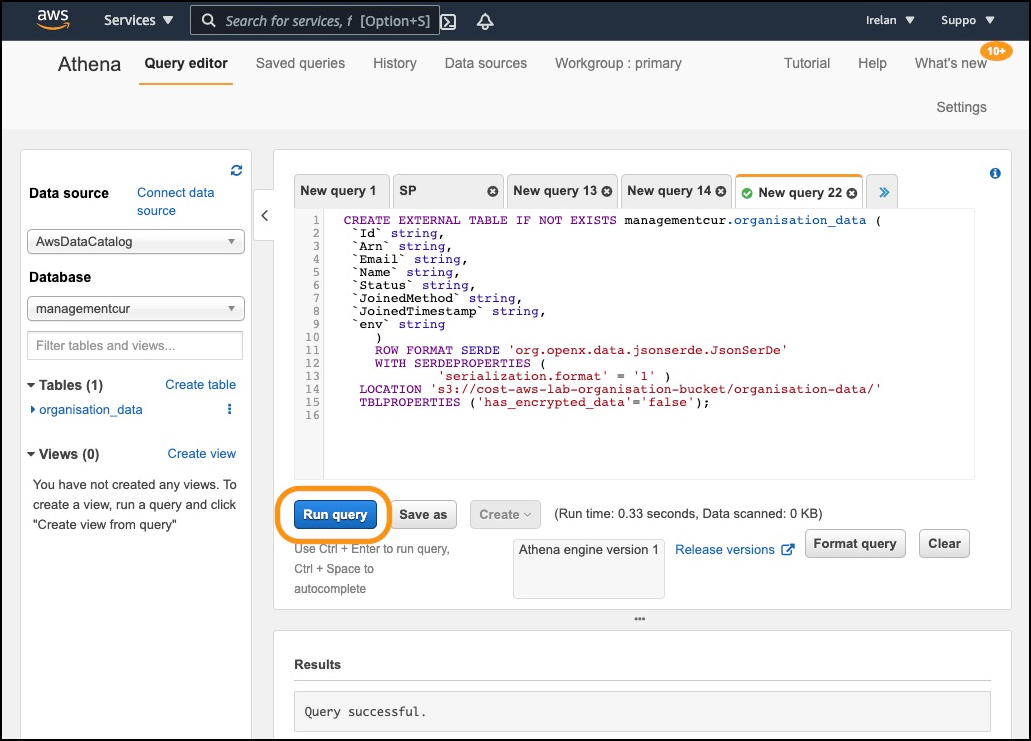 aws
Services
Search for services, f [Option+S]
Irelan
Suppo
Athena
Query editor
Saved queries
History
Data sources
Workgroup : primary
Tutorial
Help
What's new
10+
Settings
Data source
Connect data
source
AwsDataCatalog
Database
managementcur
Filter tables and views...
Tables (1)
Create table
organisation_data
Views (0)
Create view
You have not created any views. To
create a view, run a query and click
"Create view from query"
New query 1
SP
New query 13
New query 14
New query 22
1 CREATE EXTERNAL TABLE IF NOT EXISTS managementcur.organisation_data (
2 `Id` string,
3 `Arn` string,
4 `Email` string,
5 `Name` string,
6 `Status` string,
7 `JoinedMethod` string,
8 `JoinedTimestamp` string,
9 `env` string
10 )
11 ROW FORMAT SERDE 'org.openx.data.jsonserde.JsonSerDe'
12 WITH SERDEPROPERTIES (
13 'serialization.format' = '1' )
14 LOCATION 's3://cost-aws-lab-organisation-bucket/organisation-data/'
15 TBLPROPERTIES ('has_encrypted_data'='false');
16
Run query
Save as
Create
(Run time: 0.33 seconds, Data scanned: 0 KB)
Use Ctrl + Enter to run query,
Ctrl + Space to
autocomplete
Athena engine version 1
Release versions
Format query
Clear
Results
Query successful.